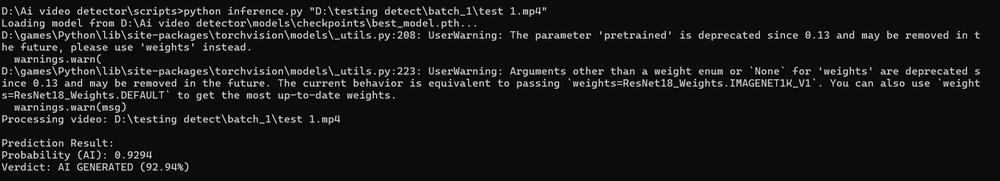 D:\Ai video detector\scripts>python inference.py "D:\testing detect\batch_1\test 1.mp4"
Loading model from D:\Ai video detector\models\checkpoints\best_model.pth...
D:\games\Python\lib\site-packages\torchvision\models\_utils.py:208: UserWarning: The parameter 'pretrained' is deprecated since 0.13 and may be removed in t
he future, please use 'weights' instead.
  warnings.warn(
D:\games\Python\lib\site-packages\torchvision\models\_utils.py:223: UserWarning: Arguments other than a weight enum or `None` for 'weights' are deprecated s
ince 0.13 and may be removed in the future. The current behavior is equivalent to passing `weights=ResNet18_Weights.IMAGENET1K_V1`. You can also use `weight
s=ResNet18_Weights.DEFAULT` to get the most up-to-date weights.
  warnings.warn(msg)
Processing video: D:\testing detect\batch_1\test 1.mp4

Prediction Result:
Probability (AI): 0.9294
Verdict: AI GENERATED (92.94%)